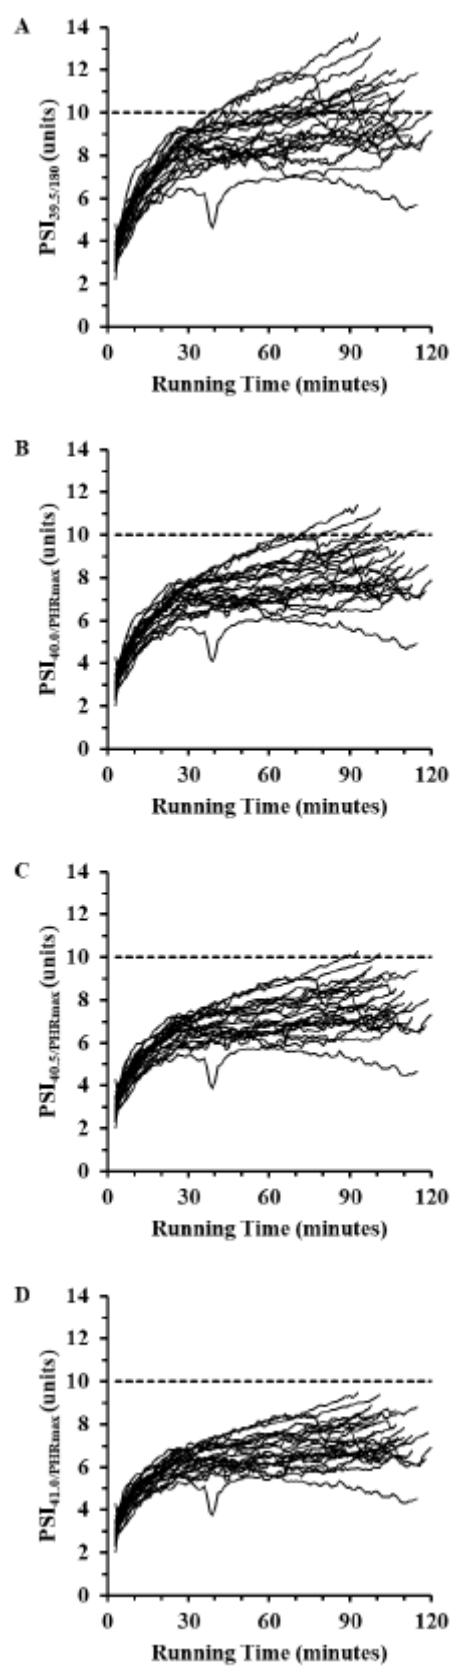 A
14
12
10
8
6
4
2
0
PSI39.5/180 (units)
0 30 60 90 120
Running Time (minutes)
B
14
12
10
8
6
4
2
0
PSI40.0/PHRmax (units)
0 30 60 90 120
Running Time (minutes)
C
14
12
10
8
6
4
2
0
PSI40.5/PHRmax (units)
0 30 60 90 120
Running Time (minutes)
D
14
12
10
8
6
4
2
0
PSI41.0/PHRmax (units)
0 30 60 90 120
Running Time (minutes)